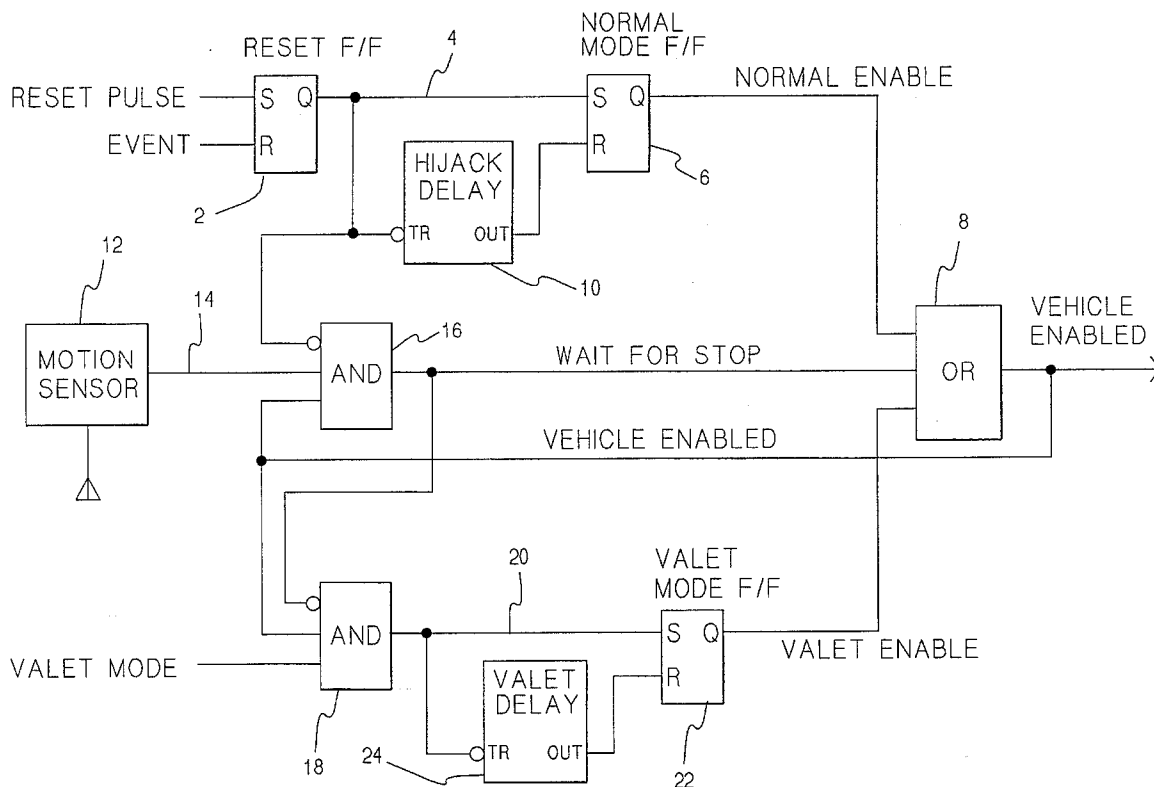 RESET F/F
4
NORMAL
MODE F/F
NORMAL ENABLE
RESET PULSE
S Q
S Q
EVENT
R
R
2
HIJACK
DELAY
TR OUT
6
10
12
14
16
8
VEHICLE
ENABLED
MOTION
SENSOR
AND
WAIT FOR STOP
OR
VEHICLE ENABLED
20
VALET
MODE F/F
AND
S Q
R
VALET ENABLE
VALET MODE
VALET
DELAY
TR OUT
18
24
22